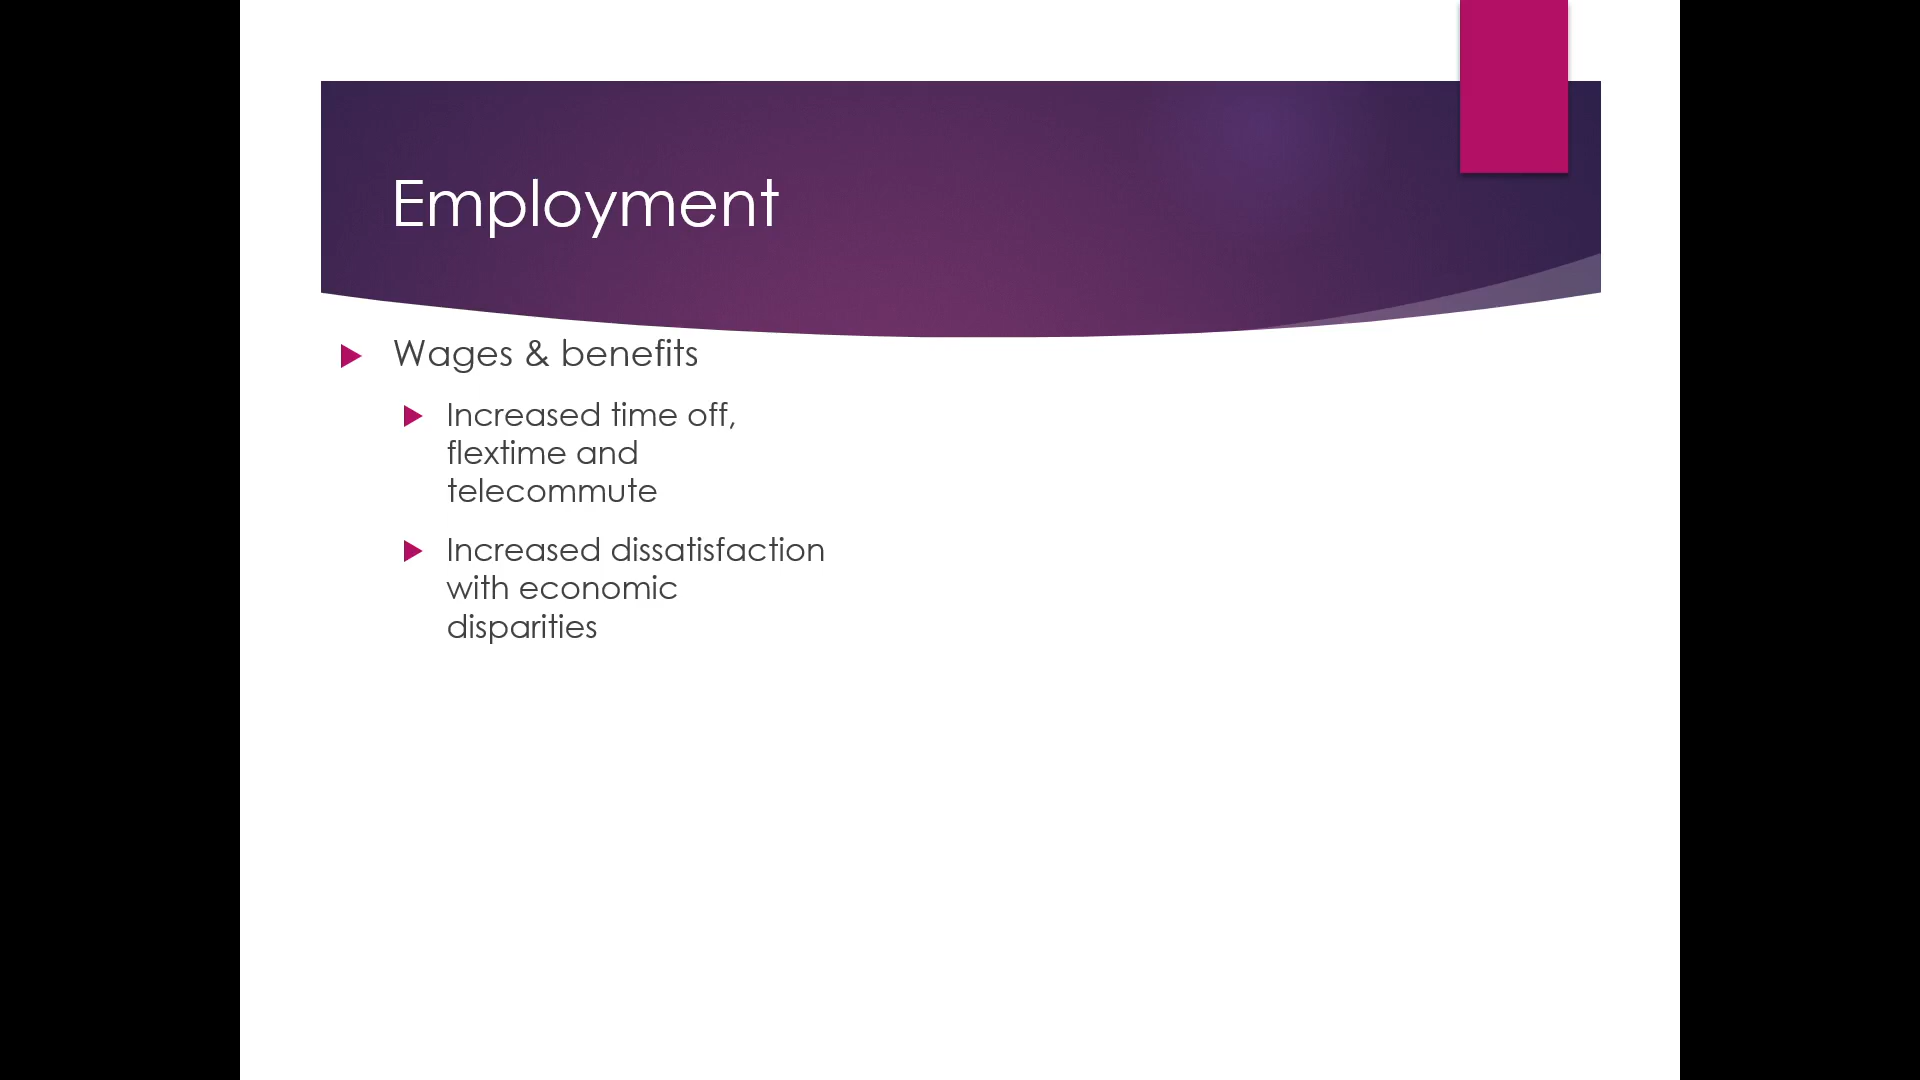 Employment
Wages & benefits
Increased time off,
flextime and
telecommute
Increased dissatisfaction
with economic
disparities